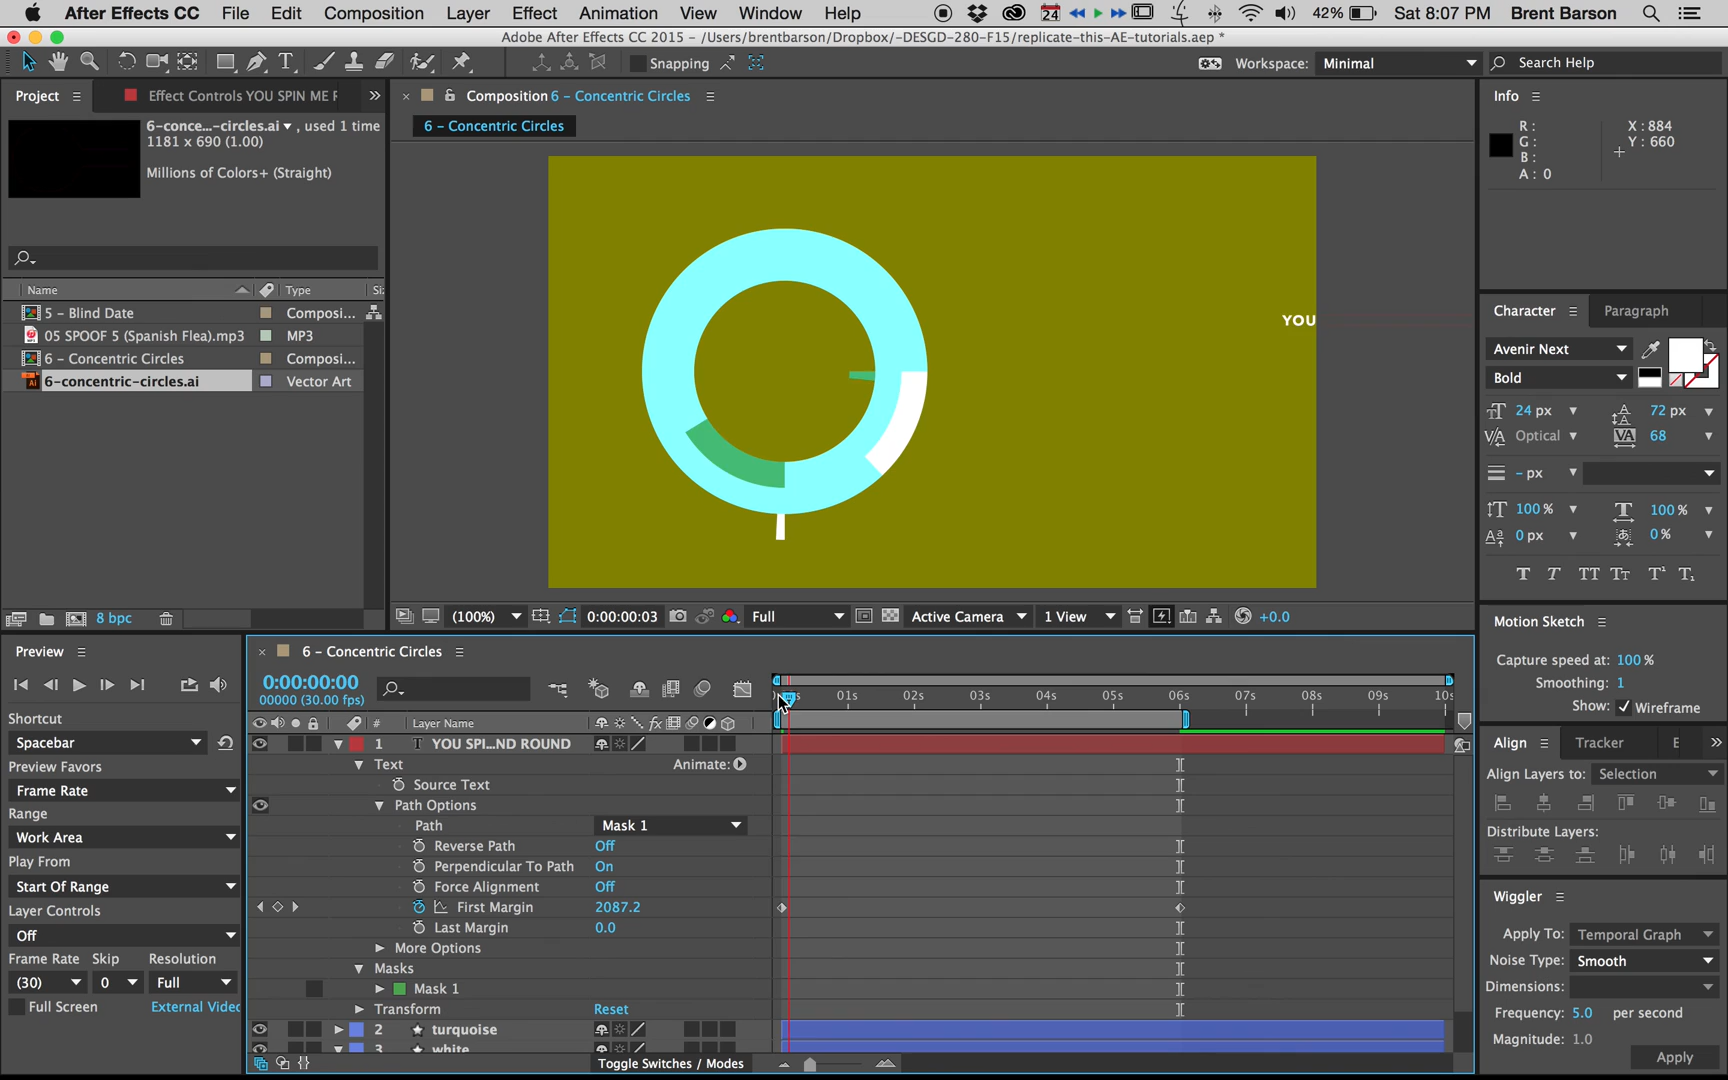 After Effects CC File Edit Composition Layer Effect Animation View Window Help 24 42% Sat 8:07 PM Brent Barson
Adobe After Effects CC 2015 - /Users/brentbarson/Dropbox/-DESGD-280-F15/replicate-this-AE-tutorials.aep *
Snapping Workspace: Minimal Search Help
Project Effect Controls YOU SPIN ME Composition 6 – Concentric Circles Info
6-conce...-circles.ai , used 1 time
1181 x 690 (1.00)
Millions of Colors+ (Straight)
6 – Concentric Circles
R: X : 884
G: Y : 660
B:
A: 0
Name Type Si
5 – Blind Date Composi...
05 SPOOF 5 (Spanish Flea).mp3 MP3
6 – Concentric Circles Composi...
6-concentric-circles.ai Vector Art
YOU
Character Paragraph
Avenir Next
Bold
24 px 72 px
Optical 68
- px
100 % 100 %
0 px 0 %
8 bpc
(100%) 0:00:00:03 Full Active Camera 1 View +0.0
Motion Sketch
Capture speed at: 100 %
Smoothing: 1
Show: Wireframe
Preview
Shortcut
Spacebar
Preview Favors
Frame Rate
Range
Work Area
Play From
Start Of Range
Layer Controls
Off
Frame Rate Skip Resolution
(30) 0 Full
Full Screen External Video
6 – Concentric Circles
0:00:00:00
00000 (30.00 fps)
01s 02s 03s 04s 05s 06s 07s 08s 09s 10s
# Layer Name
1 T YOU SPI...ND ROUND
Text Animate:
Source Text
Path Options
Path Mask 1
Reverse Path Off
Perpendicular To Path On
Force Alignment Off
First Margin 2087.2
Last Margin 0.0
More Options
Masks
Mask 1
Transform Reset
2 turquoise
3 white
Toggle Switches / Modes
Align Tracker E
Align Layers to: Selection
Distribute Layers:
Wiggler
Apply To: Temporal Graph
Noise Type: Smooth
Dimensions:
Frequency: 5.0 per second
Magnitude: 1.0
Apply